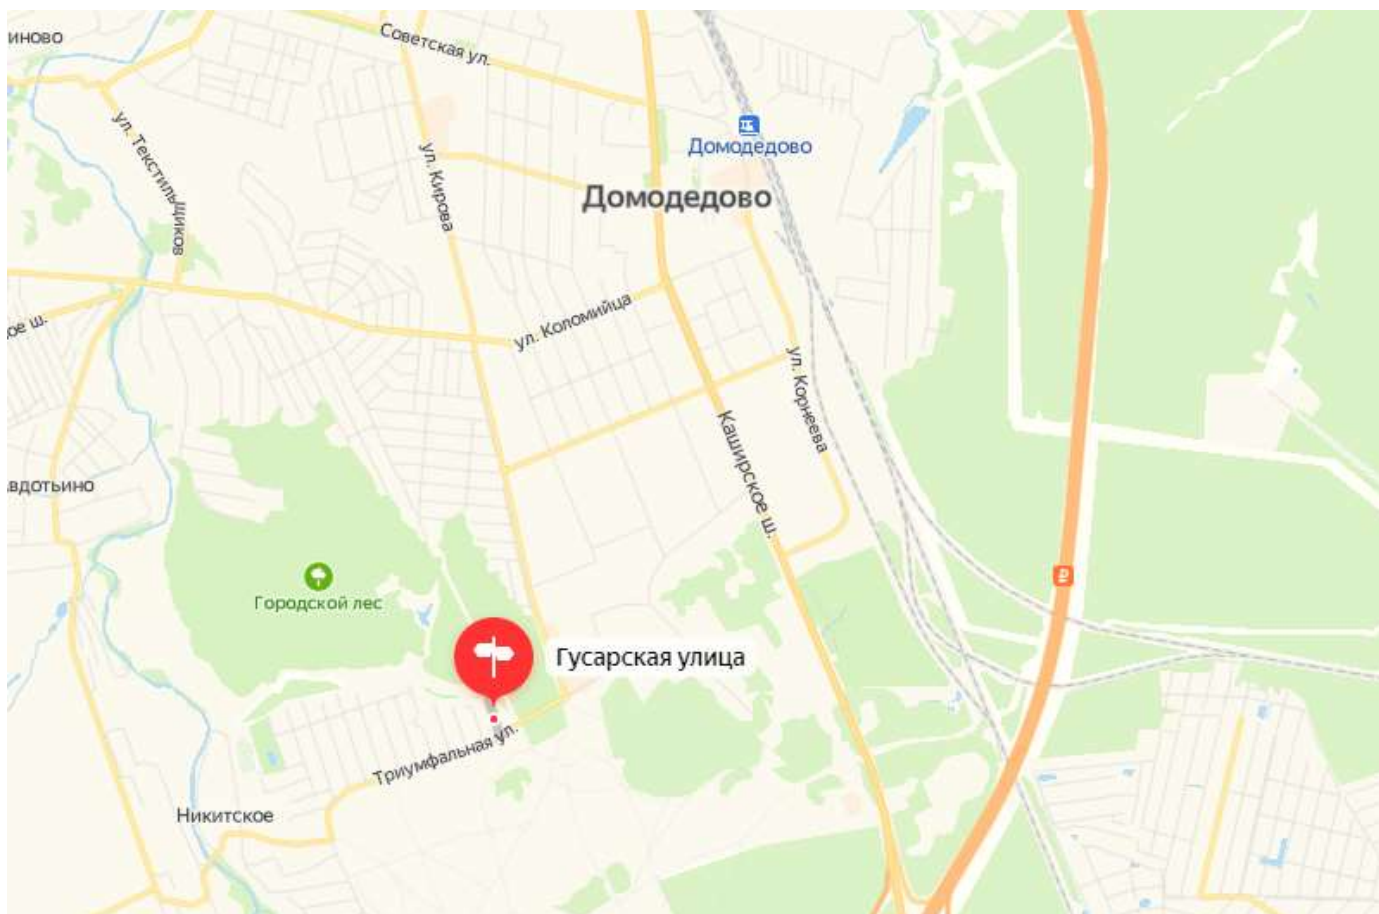 иново
Советская ул.
ул. Текстильщиков
ул. Кирова
Домодедово
Домодедово
ое ш.
ул. Коломийца
ул. Корнеева
Каширское ш.
вдотьино
Городской лес
Гусарская улица
Триумфальная ул.
Никитское